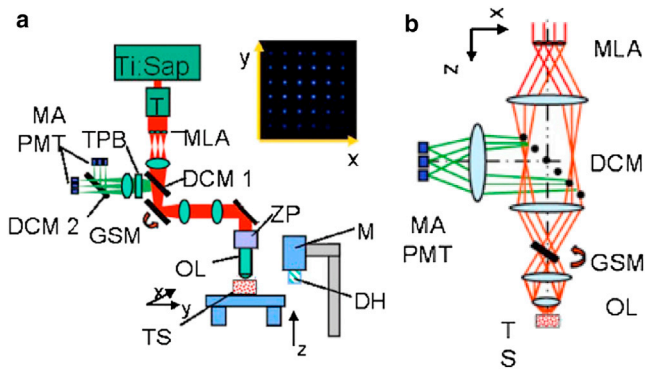 a
Ti:Sap
T
MA
PMT
TPB
MLA
DCM 1
DCM 2
GSM
ZP
OL
M
DH
TS
x
y
z
y
x
b
x
z
MLA
DCM
MA
PMT
GSM
OL
T
S